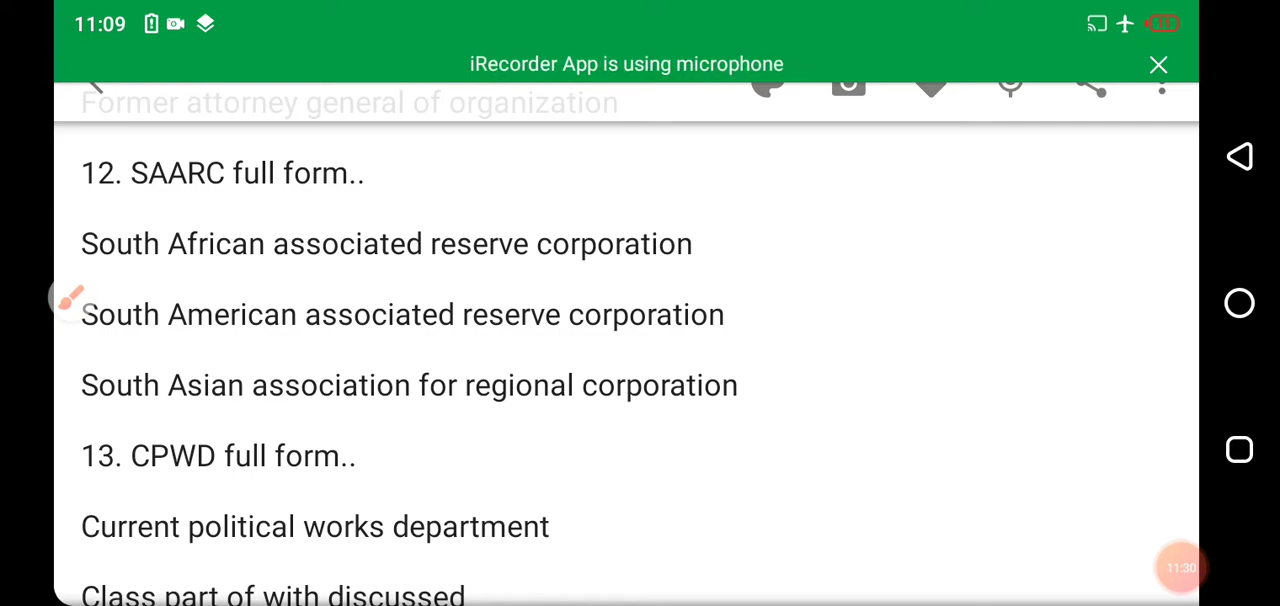 11:09
iRecorder App is using microphone
Former attorney general of organization
12. SAARC full form..
South African associated reserve corporation
South American associated reserve corporation
South Asian association for regional corporation
13. CPWD full form..
Current political works department
Class part of with discussed
11:30